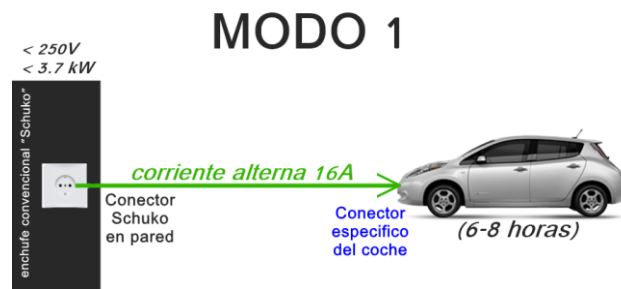 MODO 1
< 250V
< 3.7 kW
enchufe convencional "Schuko"
corriente alterna 16A
Conector
Schuko
en pared
Conector
especifico
del coche
(6-8 horas)